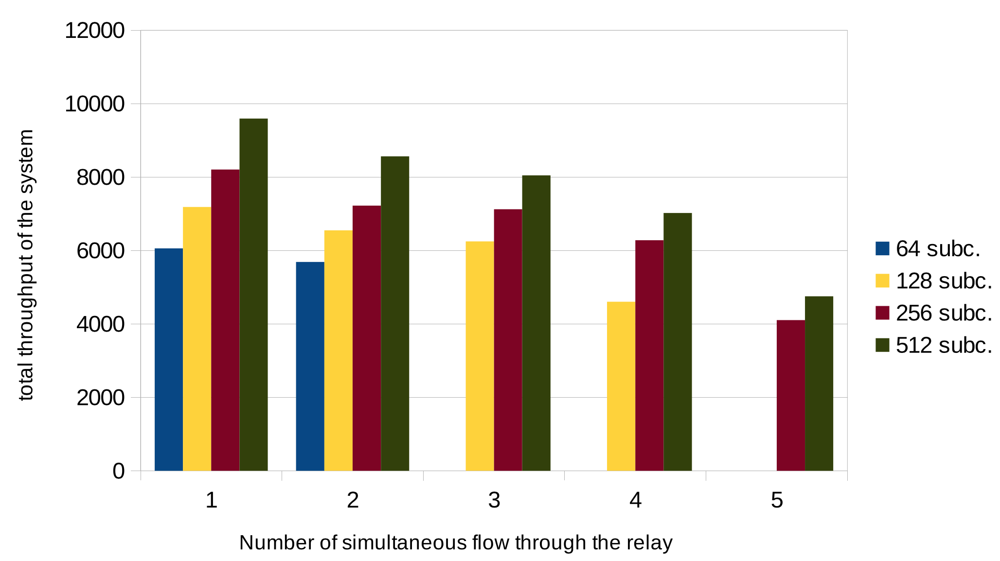 total throughput of the system
12000
10000
8000
6000
4000
2000
0
1 2 3 4 5
Number of simultaneous flow through the relay
64 subc.
128 subc.
256 subc.
512 subc.